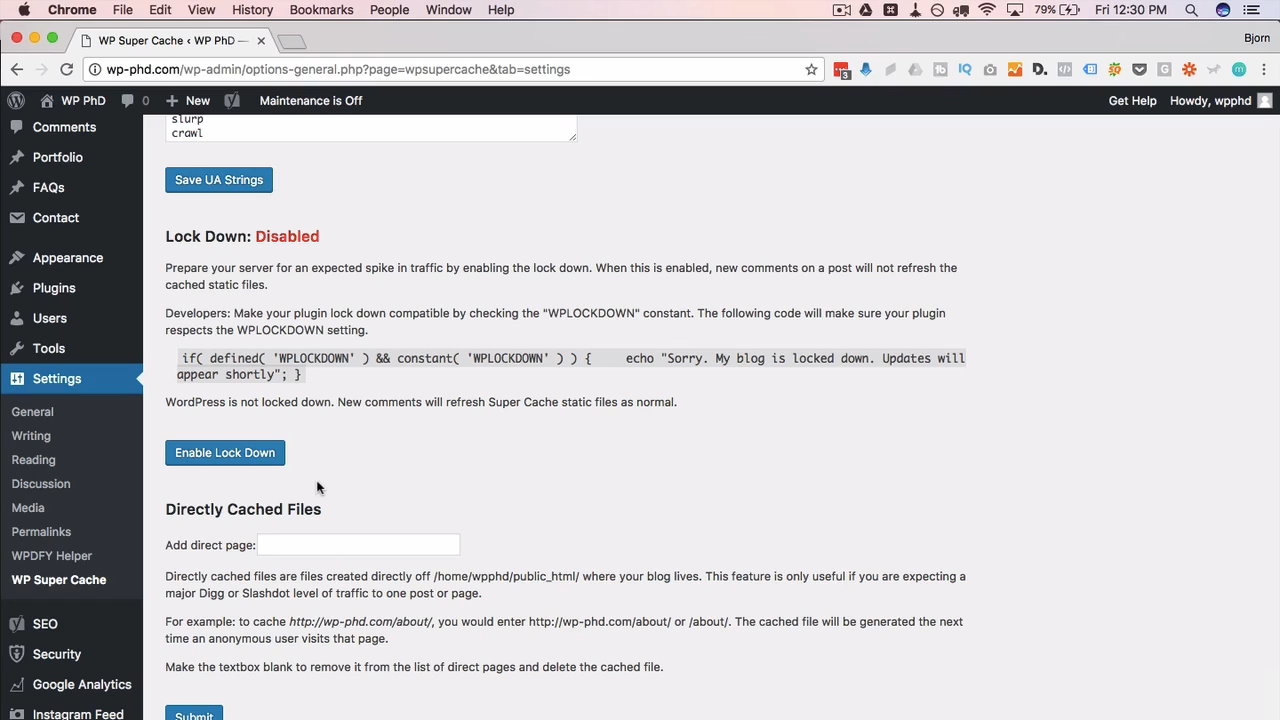 Chrome File Edit View History Bookmarks People Window Help 79% Fri 12:30 PM
WP Super Cache ‹ WP PhD — Bjorn
wp-phd.com/wp-admin/options-general.php?page=wpsupercache&tab=settings 3
WP PhD 0 New Maintenance is Off Get Help Howdy, wpphd
Comments
Portfolio
FAQs
Contact
Appearance
Plugins
Users
Tools
Settings
General
Writing
Reading
Discussion
Media
Permalinks
WPDFY Helper
WP Super Cache
SEO
Security
Google Analytics
Instagram Feed
slurp
crawl
Save UA Strings
Lock Down: Disabled
Prepare your server for an expected spike in traffic by enabling the lock down. When this is enabled, new comments on a post will not refresh the
cached static files.
Developers: Make your plugin lock down compatible by checking the "WPLOCKDOWN" constant. The following code will make sure your plugin
respects the WPLOCKDOWN setting.
if( defined( 'WPLOCKDOWN' ) && constant( 'WPLOCKDOWN' ) ) { echo "Sorry. My blog is locked down. Updates will
appear shortly"; }
WordPress is not locked down. New comments will refresh Super Cache static files as normal.
Enable Lock Down
Directly Cached Files
Add direct page:
Directly cached files are files created directly off /home/wpphd/public_html/ where your blog lives. This feature is only useful if you are expecting a
major Digg or Slashdot level of traffic to one post or page.
For example: to cache http://wp-phd.com/about/, you would enter http://wp-phd.com/about/ or /about/. The cached file will be generated the next
time an anonymous user visits that page.
Make the textbox blank to remove it from the list of direct pages and delete the cached file.
Submit